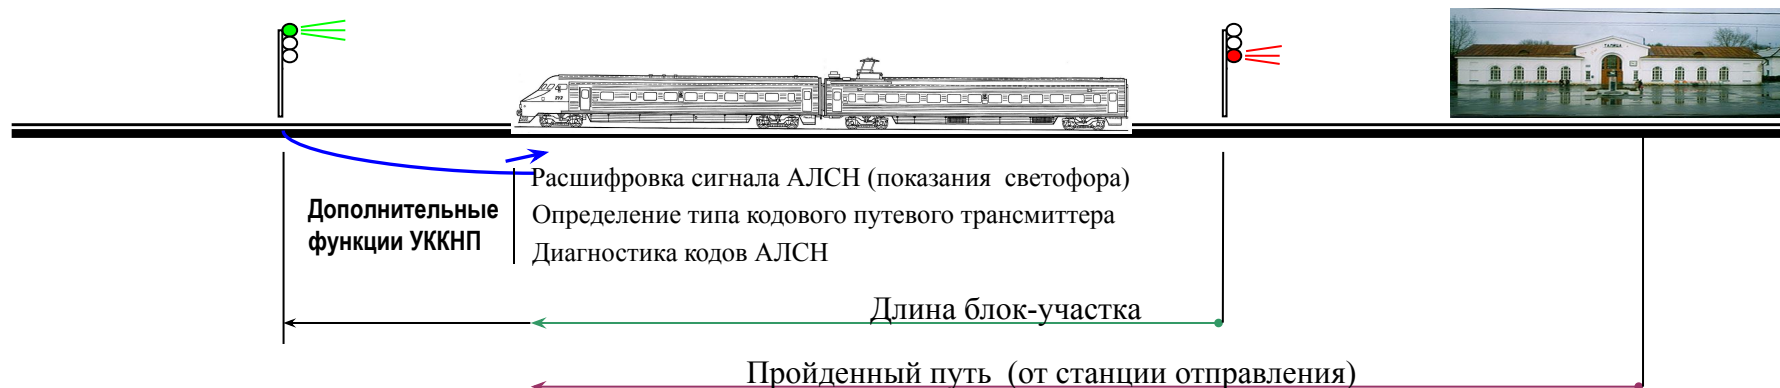 ТАЛИЦА
Расшифровка сигнала АЛСН (показания светофора)
Дополнительные
функции УККНП
Определение типа кодового путевого трансмиттера
Диагностика кодов АЛСН
Длина блок-участка
Пройденный путь (от станции отправления)